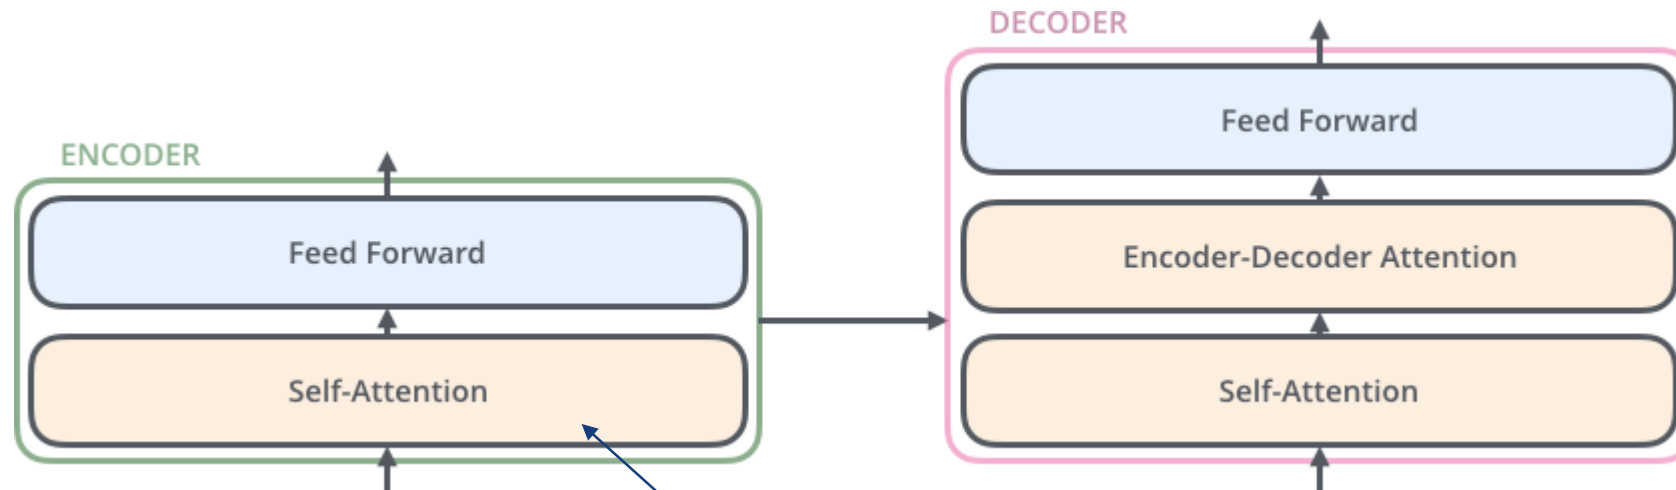 ENCODER
Feed Forward
Self-Attention
DECODER
Feed Forward
Encoder-Decoder Attention
Self-Attention